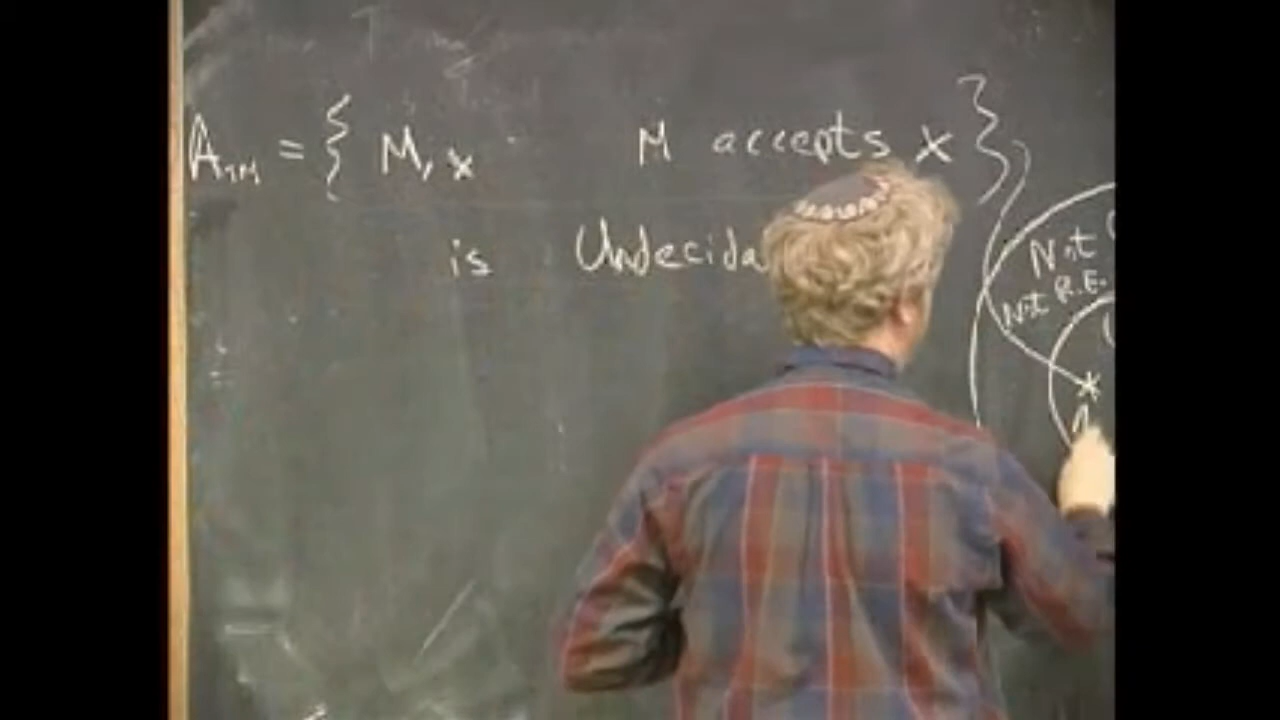 A_TM = { M, x   M accepts x }
is Undecida
Not
Not R.E.